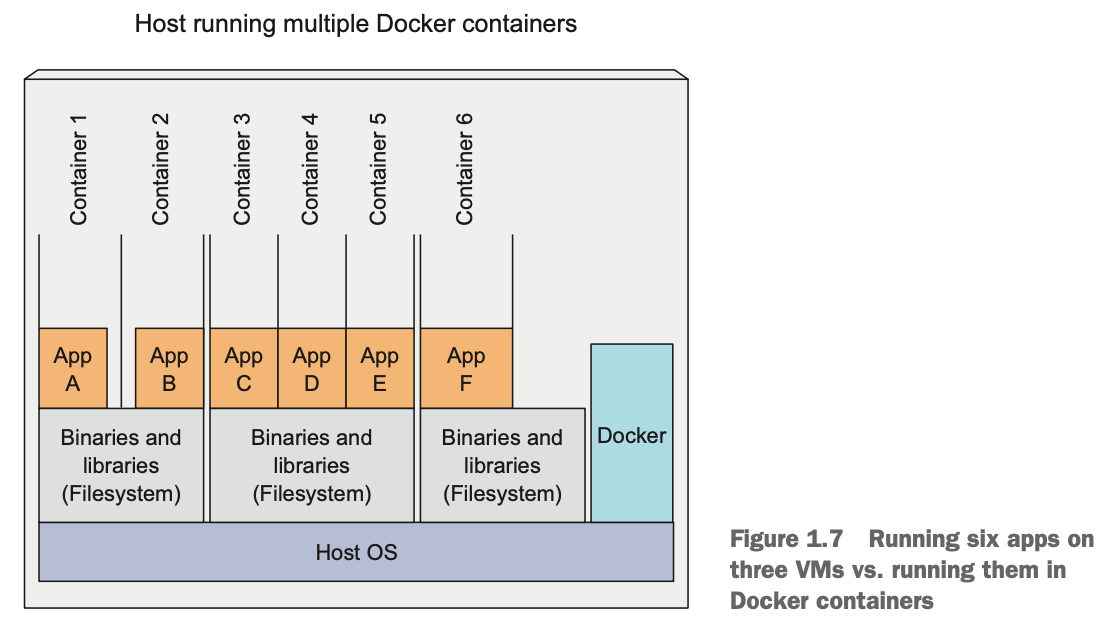 Host running multiple Docker containers
Container 1
Container 2
Container 3
Container 4
Container 5
Container 6
App
A
App
B
App
C
App
D
App
E
App
F
Binaries and
libraries
(Filesystem)
Binaries and
libraries
(Filesystem)
Binaries and
libraries
(Filesystem)
Docker
Host OS
Figure 1.7 Running six apps on
three VMs vs. running them in
Docker containers